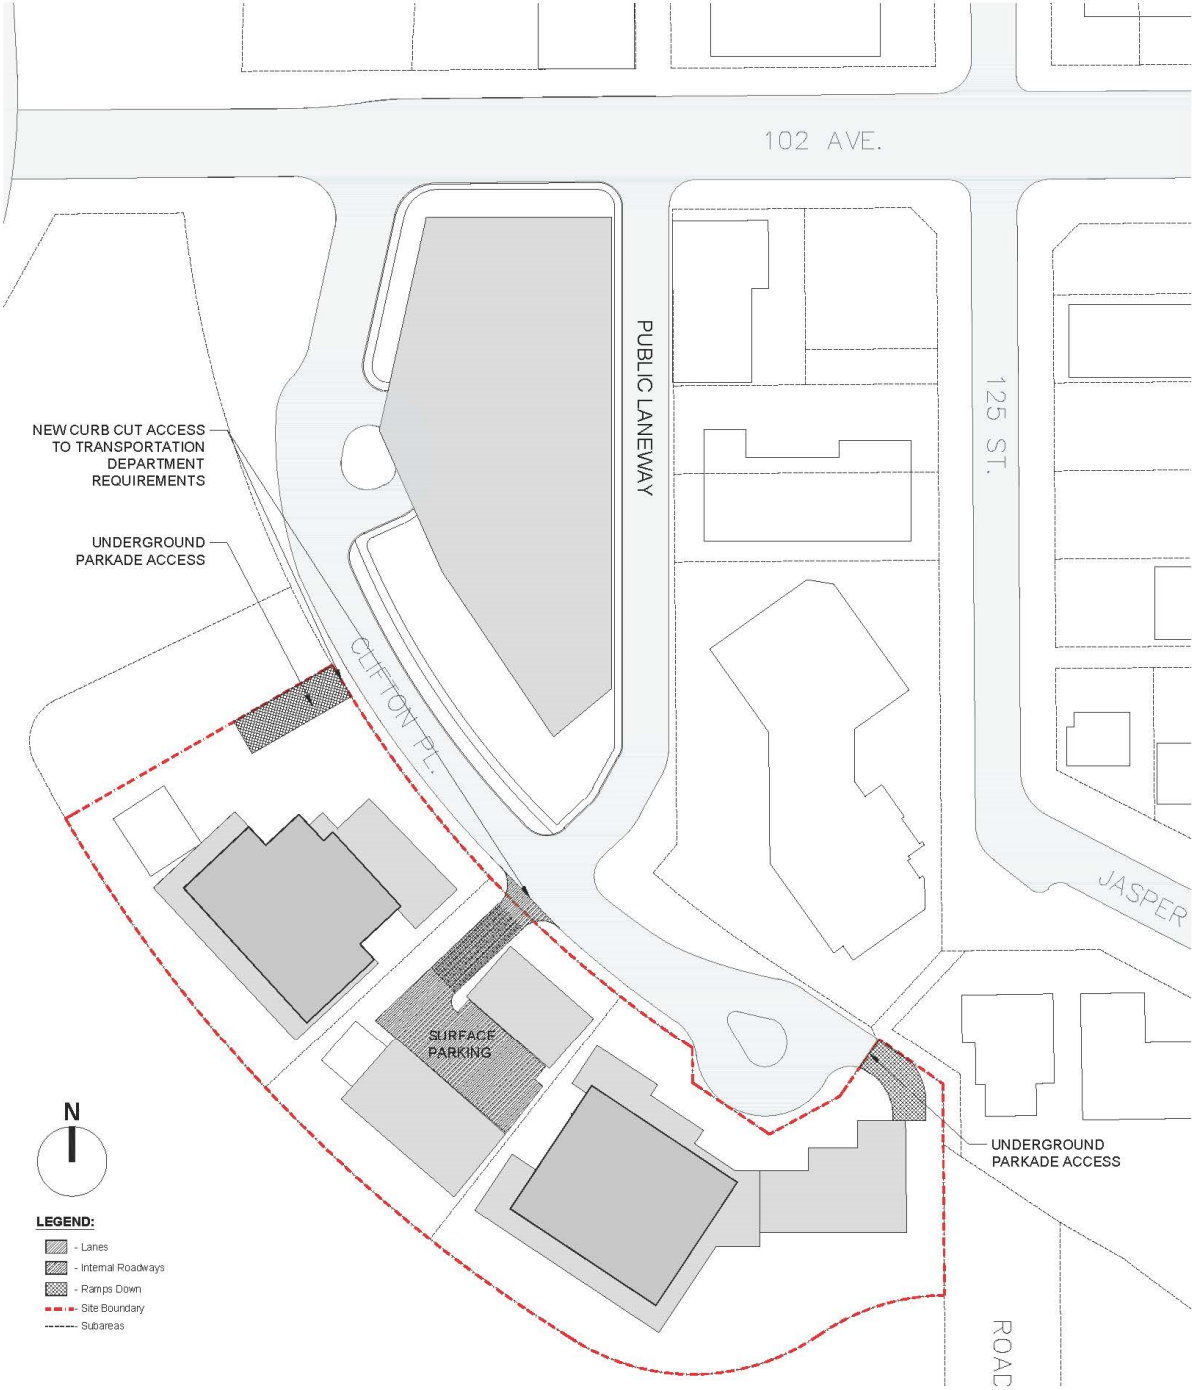 102 AVE.
PUBLIC LANEWAY
125 ST.
NEW CURB CUT ACCESS
TO TRANSPORTATION
DEPARTMENT
REQUIREMENTS
UNDERGROUND
PARKADE ACCESS
CLIFTON PL.
JASPER
SURFACE
PARKING
UNDERGROUND
PARKADE ACCESS
N
LEGEND:
- Lanes
- Internal Roadways
- Ramps Down
- Site Boundary
- Subareas
ROAD